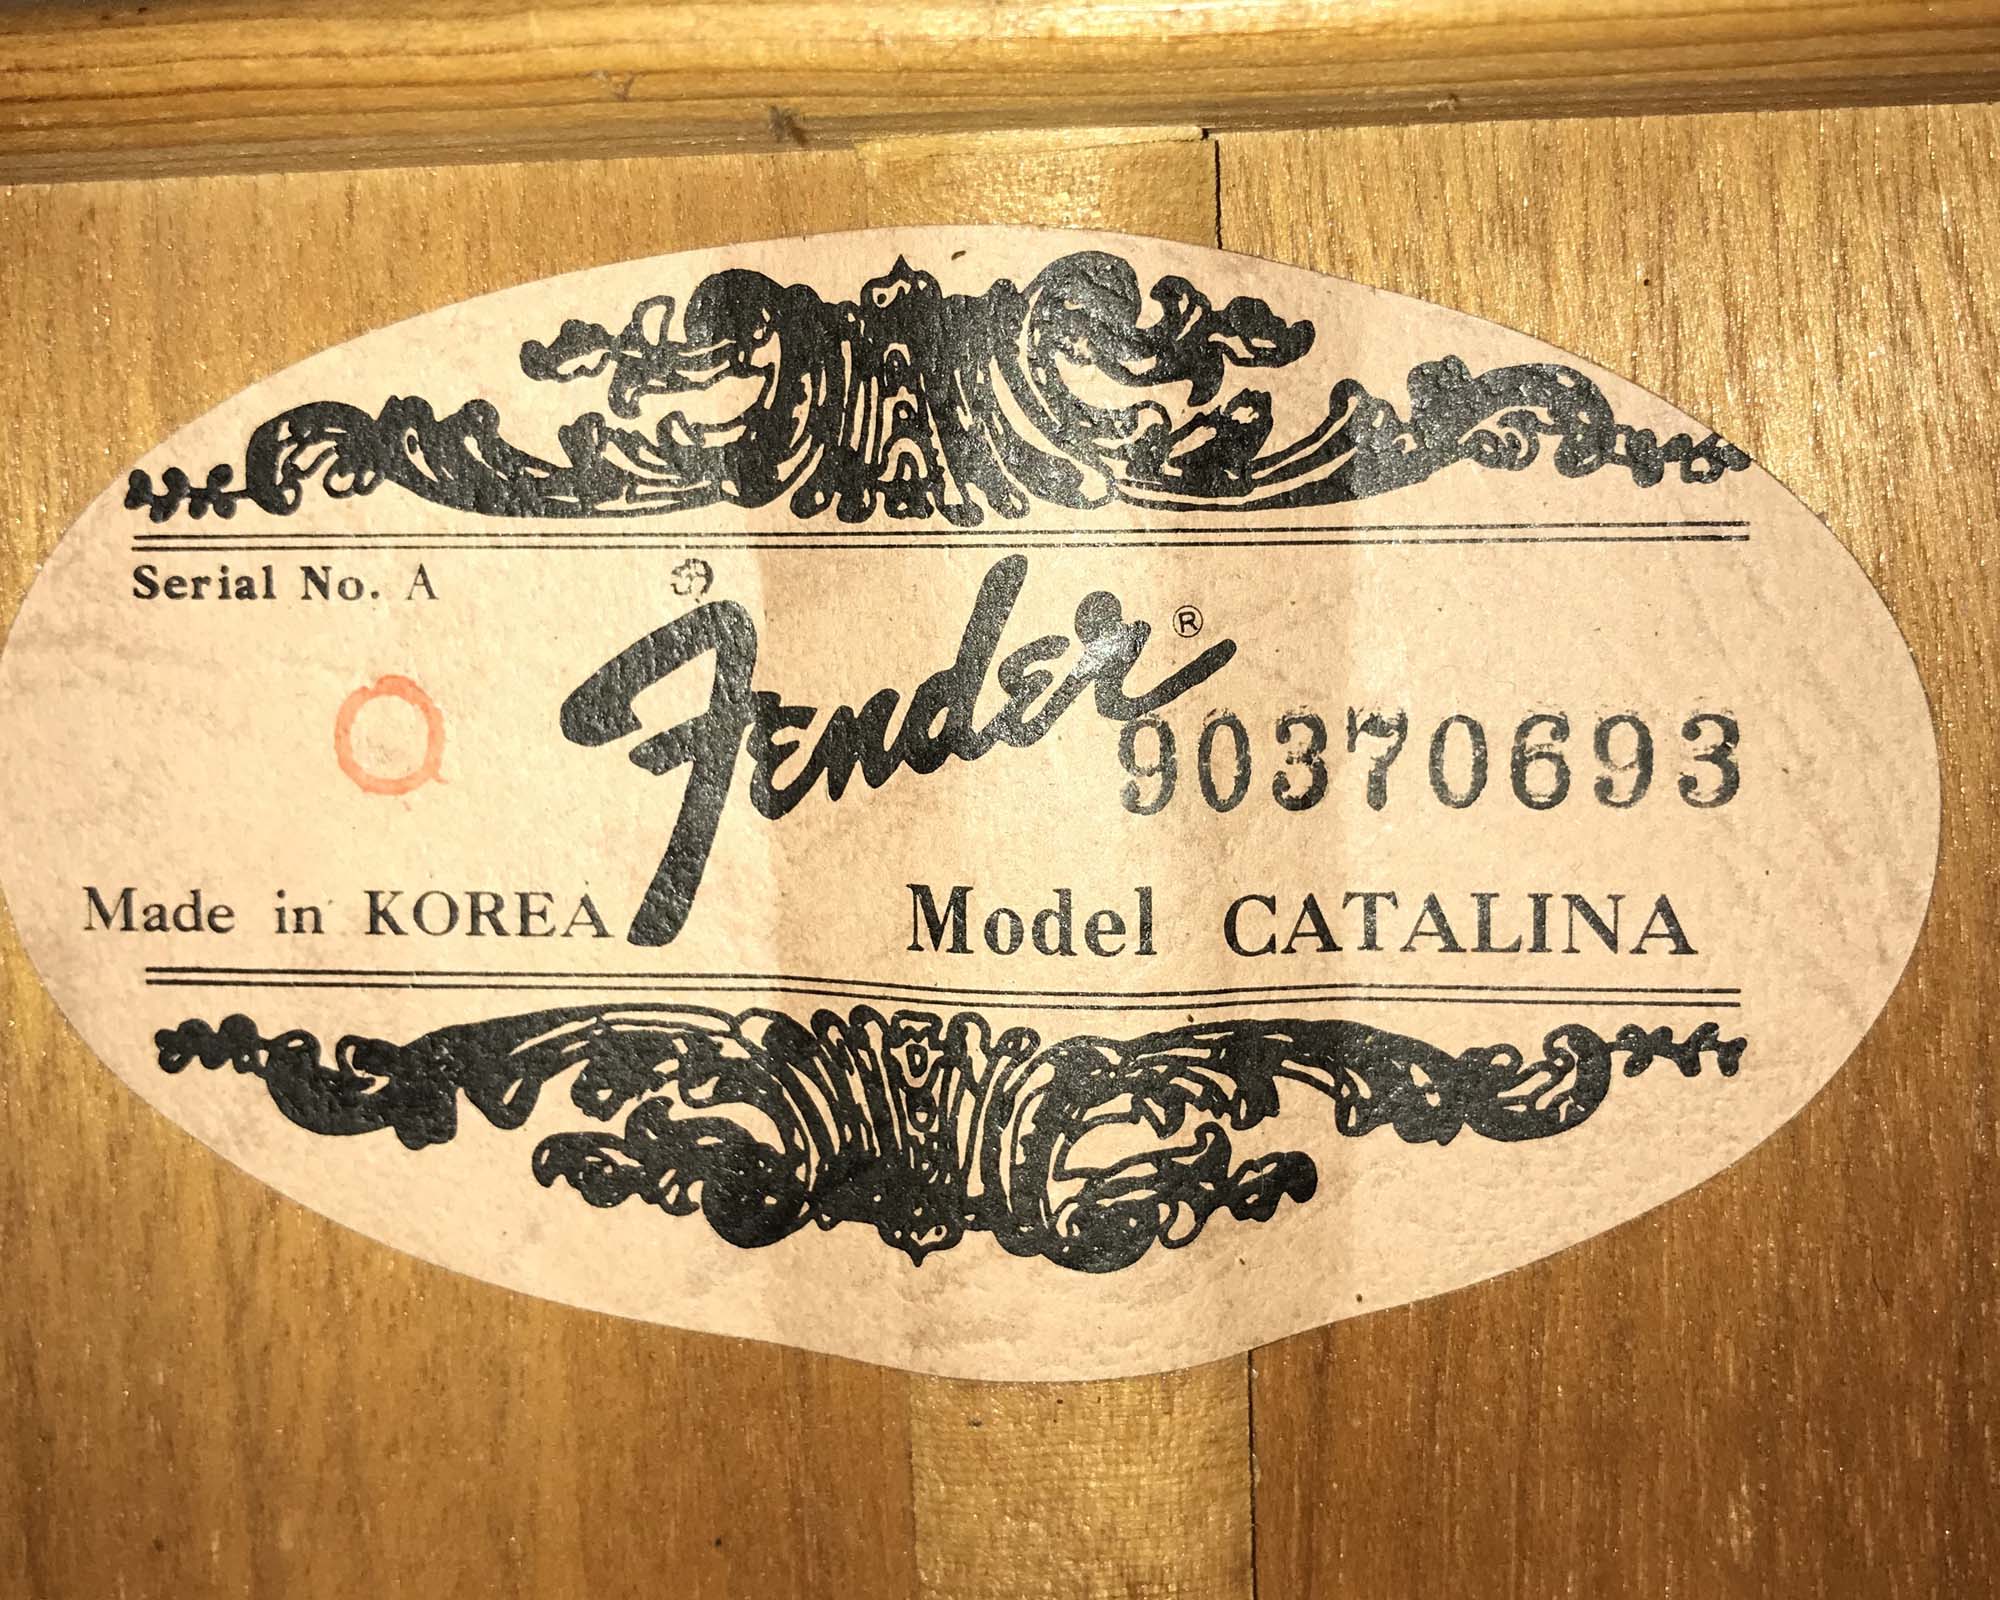 Serial No. A
Fender®
90370693
Made in KOREA
Model CATALINA